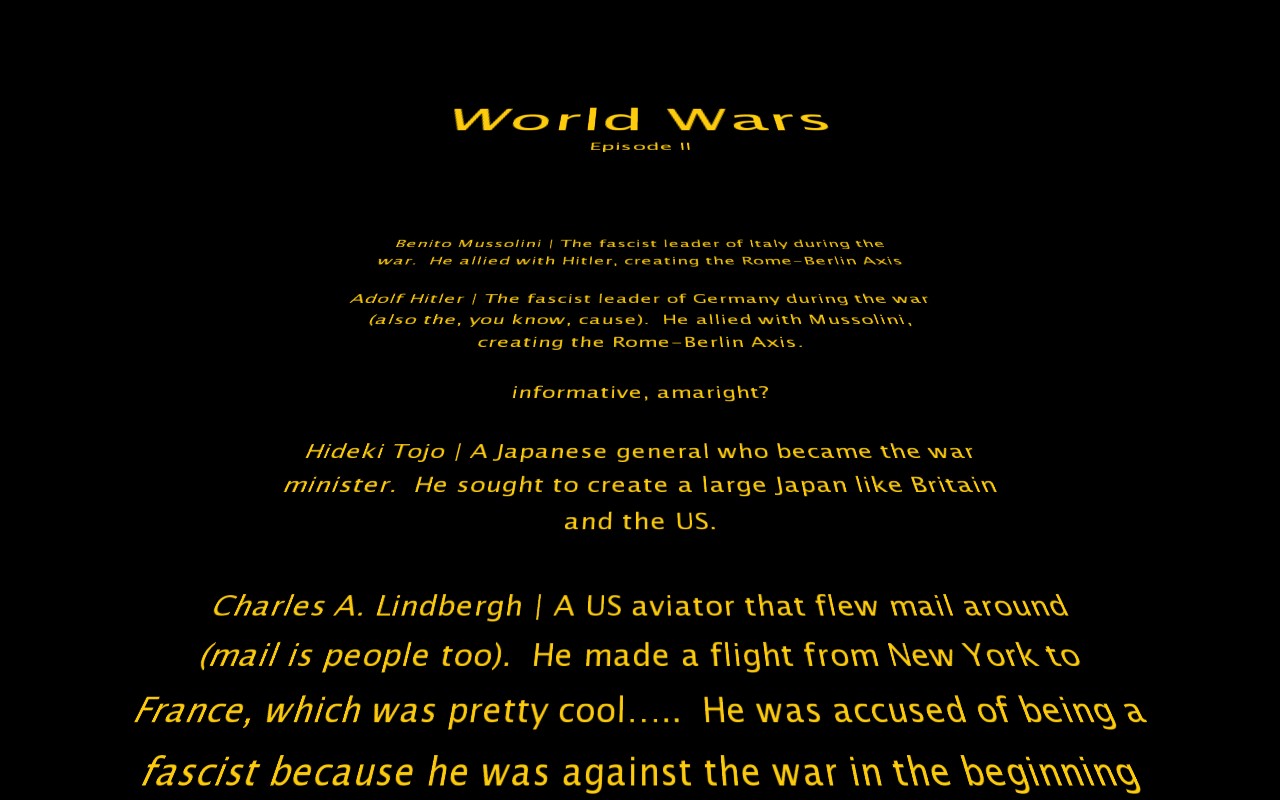 World Wars
Episode II
Benito Mussolini | The fascist leader of Italy during the
war.  He allied with Hitler, creating the Rome-Berlin Axis
Adolf Hitler | The fascist leader of Germany during the war
(also the, you know, cause).  He allied with Mussolini,
creating the Rome-Berlin Axis.
informative, amaright?
Hideki Tojo | A Japanese general who became the war
minister.  He sought to create a large Japan like Britain
and the US.
Charles A. Lindbergh | A US aviator that flew mail around
(mail is people too).  He made a flight from New York to
France, which was pretty cool.....  He was accused of being a
fascist because he was against the war in the beginning